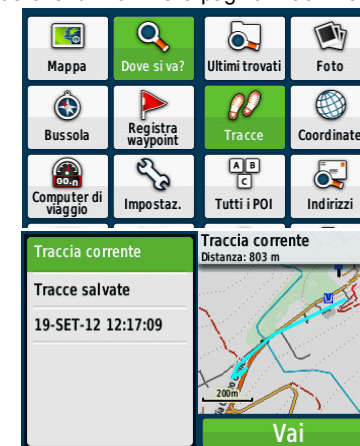 Mappa
Dove si va?
Ultimi trovati
Foto
Bussola
Registra
waypoint
Tracce
Coordinate
00.n
A B
C
Computer di
viaggio
Impostaz.
Tutti i POI
Indirizzi
Traccia corrente
Tracce salvate
19-SET-12 12:17:09
Traccia corrente
Distanza: 803 m
200m
Vai